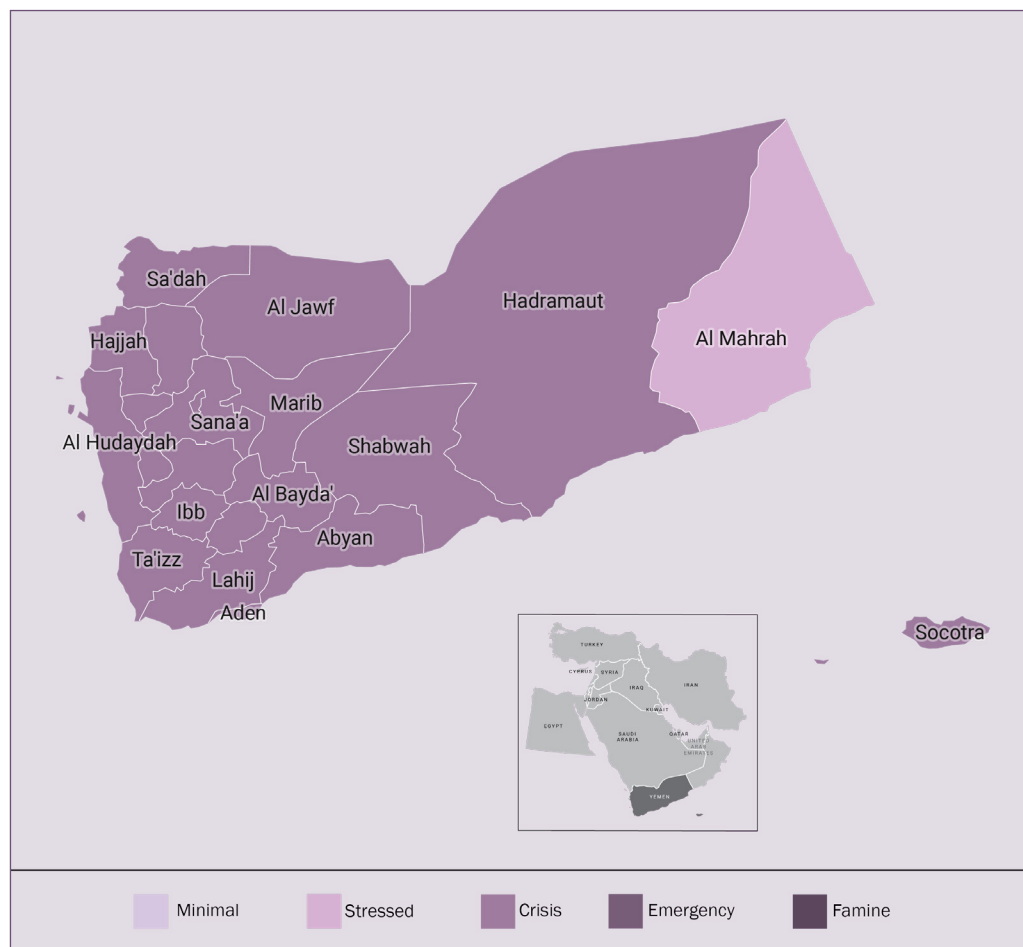 Sa'dah
Al Jawf
Hadramaut
Hajjah
Al Mahrah
Marib
Sana'a
Al Hudaydah
Shabwah
Al Bayda'
Ibb
Abyan
Ta'izz
Lahij
Aden
Socotra
TURKEY
CYPRUS
SYRIA
IRAQ
IRAN
JORDAN
KUWAIT
EGYPT
SAUDI
ARABIA
QATAR
UNITED
ARAB
EMIRATES
YEMEN
Minimal
Stressed
Crisis
Emergency
Famine